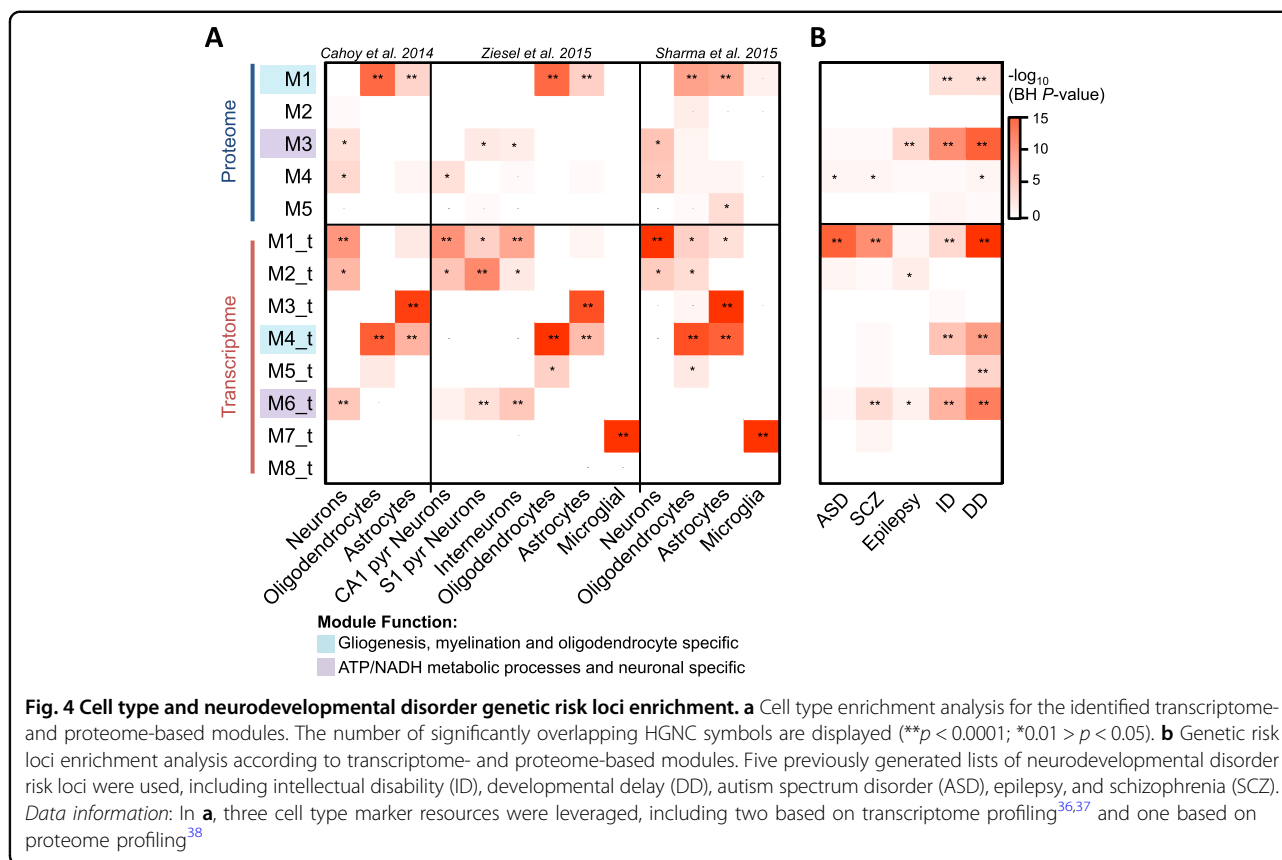 A
B
Cahoy et al. 2014 Ziesel et al. 2015 Sharma et al. 2015
-log10
(BH P-value)
15
10
5
0
Proteome
M1 ** ** ** ** ** ** ** **
M2
M3 * * * * ** ** **
M4 * * * * * *
M5 *
Transcriptome
M1_t ** ** * ** ** * * ** ** ** **
M2_t * * ** * * * *
M3_t ** ** **
M4_t ** ** ** ** ** ** ** **
M5_t * * **
M6_t ** ** ** ** * ** **
M7_t ** **
M8_t
Neurons
Oligodendrocytes
Astrocytes
CA1 pyr Neurons
S1 pyr Neurons
Interneurons
Oligodendrocytes
Astrocytes
Microglial
Neurons
Oligodendrocytes
Astrocytes
Microglia
ASD
SCZ
Epilepsy
ID
DD
Module Function:
Gliogenesis, myelination and oligodendrocyte specific
ATP/NADH metabolic processes and neuronal specific
Fig. 4 Cell type and neurodevelopmental disorder genetic risk loci enrichment. a Cell type enrichment analysis for the identified transcriptome-
and proteome-based modules. The number of significantly overlapping HGNC symbols are displayed (**p < 0.0001; *0.01 > p < 0.05). b Genetic risk
loci enrichment analysis according to transcriptome- and proteome-based modules. Five previously generated lists of neurodevelopmental disorder
risk loci were used, including intellectual disability (ID), developmental delay (DD), autism spectrum disorder (ASD), epilepsy, and schizophrenia (SCZ).
Data information: In a, three cell type marker resources were leveraged, including two based on transcriptome profiling36,37 and one based on
proteome profiling38